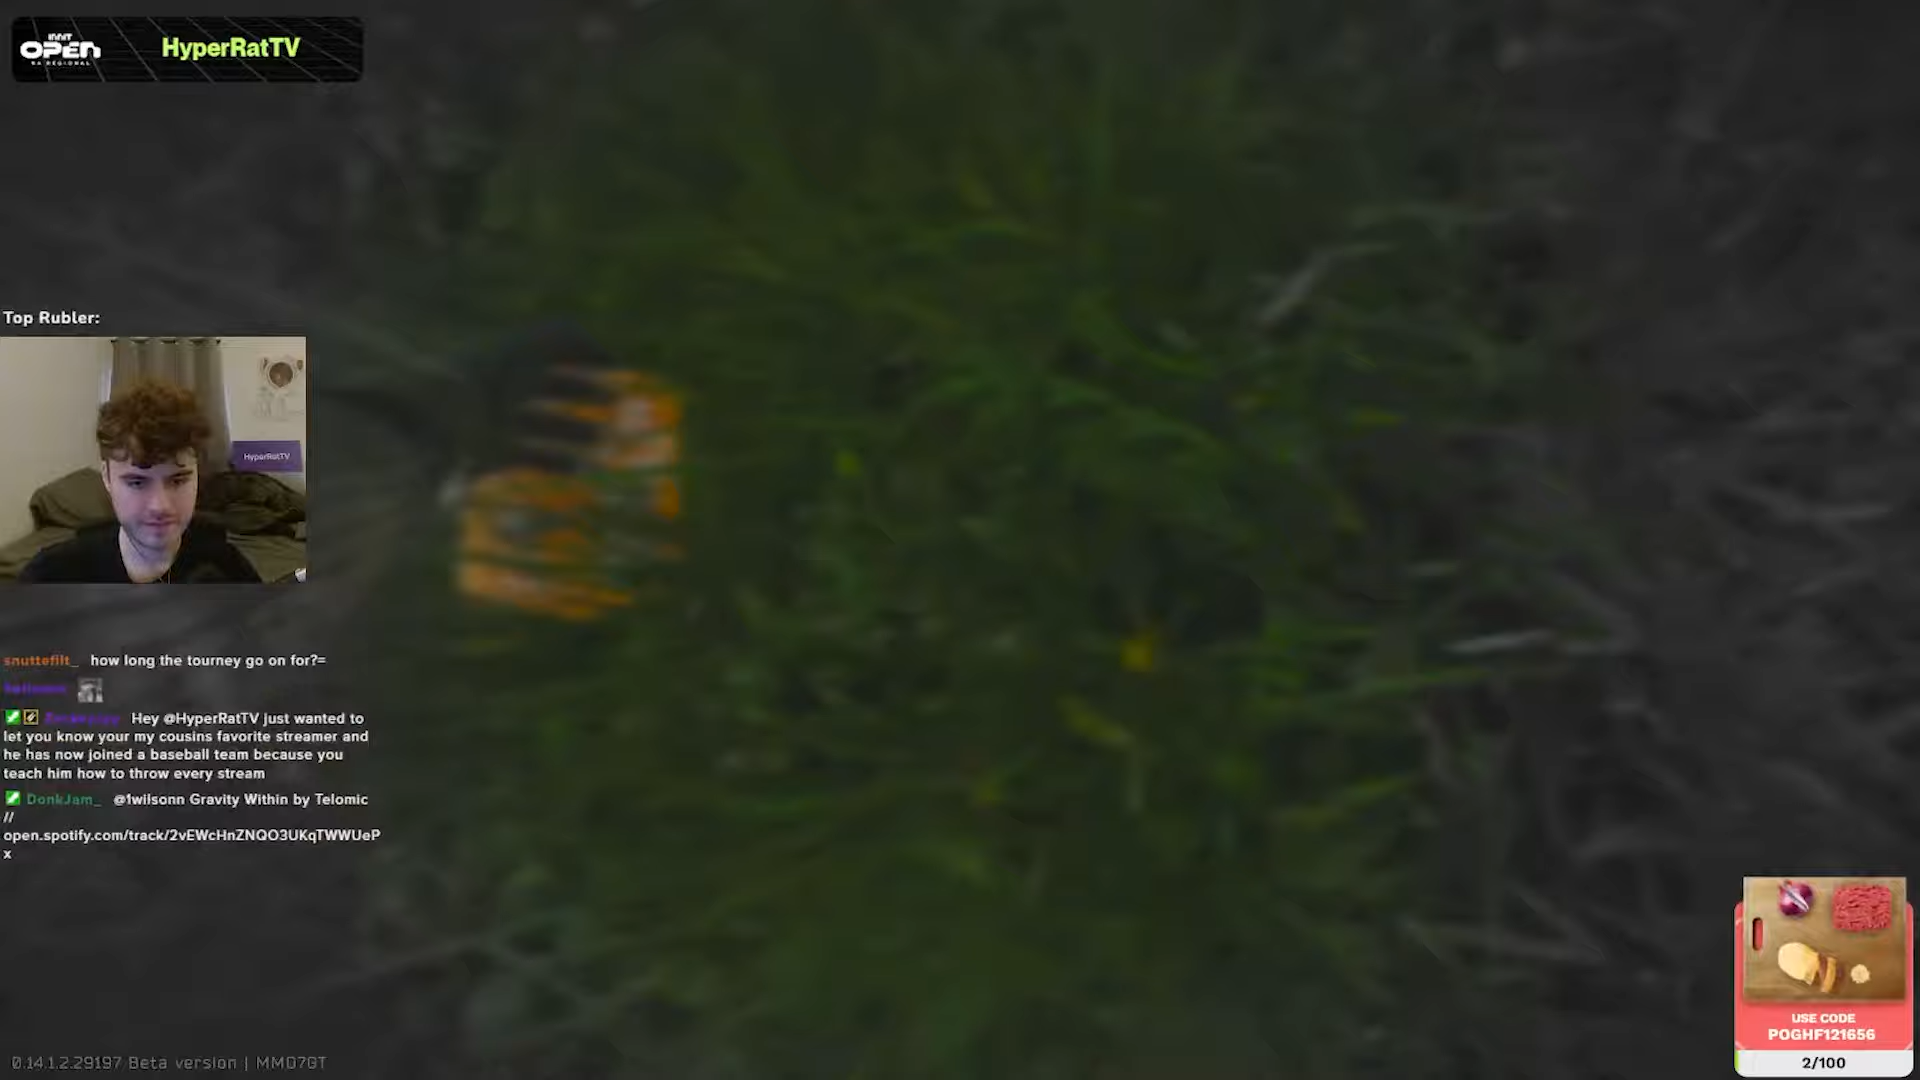 INNIT
OPEN
NA REGIONAL
HyperRatTV
Top Rubler:
HyperRatTV
snuttefilt_ how long the tourney go on for?=
Hey @HyperRatTV just wanted to
let you know your my cousins favorite streamer and
he has now joined a baseball team because you
teach him how to throw every stream
DonkJam_ @1wilsonn Gravity Within by Telomic
//
open.spotify.com/track/2vEWcHnZNQO3UKqTWWUeP
x
USE CODE
POGHF121656
2/100
0.14.1.2.29197 Beta version | MM07GT